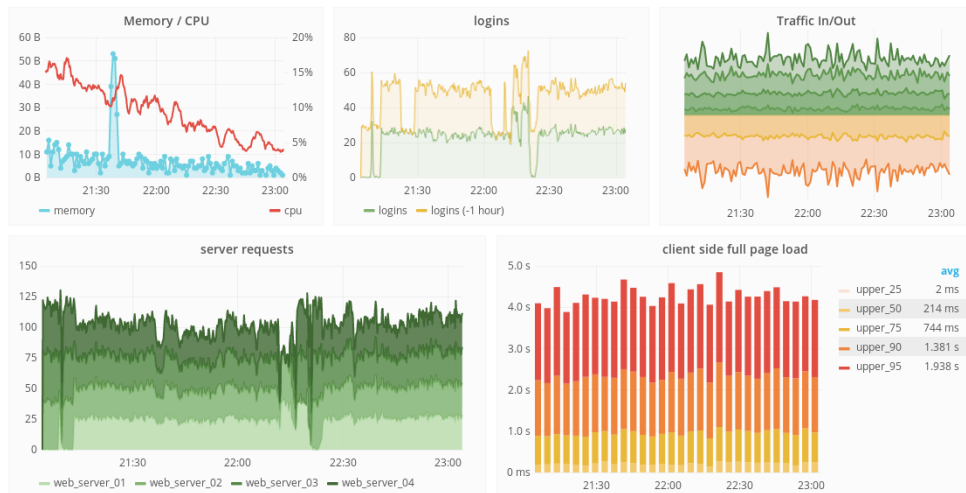 Memory / CPU
60 B
50 B
40 B
30 B
20 B
10 B
0 B
20%
15%
10%
5%
0%
21:30 22:00 22:30 23:00
memory cpu
logins
80
60
40
20
0
21:30 22:00 22:30 23:00
logins logins (-1 hour)
Traffic In/Out
21:30 22:00 22:30 23:00
server requests
150
125
100
75
50
25
0
21:30 22:00 22:30 23:00
web_server_01 web_server_02 web_server_03 web_server_04
client side full page load
5.0 s
4.0 s
3.0 s
2.0 s
1.0 s
0 ms
21:30 22:00 22:30 23:00
avg
upper_25 2 ms
upper_50 214 ms
upper_75 744 ms
upper_90 1.381 s
upper_95 1.938 s